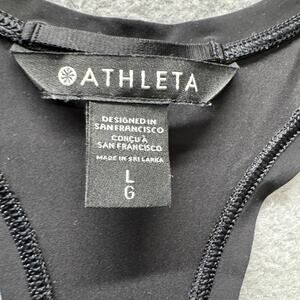 ATHLETA
DESIGNED IN
SAN FRANCISCO
CONÇU À
SAN FRANCISCO
MADE IN SRI LANKA
L
G